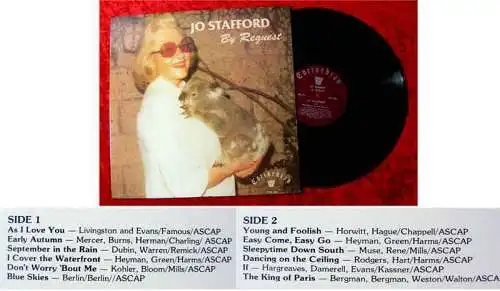 JO STAFFORD
By Request
Corinthian
Corinthian
JO STAFFORD
SIDE 1
As I Love You — Livingston and Evans/Famous/ASCAP
Early Autumn — Mercer, Burns, Herman/Charling/ ASCAP
September in the Rain — Dubin, Warren/Remick/ASCAP
I Cover the Waterfront — Heyman, Green/Harms/ ASCAP
Don't Worry 'Bout Me — Kohler, Bloom/Mills/ ASCAP
Blue Skies — Berlin/Berlin//ASCAP
SIDE 2
Young and Foolish — Horwitt, Hague/Chappell/ASCAP
Easy Come, Easy Go — Heyman, Green/Harms/ASCAP
Sleepytime Down South — Muse, Rene/Mills/ ASCAP
Dancing on the Ceiling — Rodgers, Hart/Harms/ASCAP
If — Hargreaves, Damerell, Evans/Kassner/ASCAP.
The King of Paris — Bergman, Bergman, Weston/Walton/ASCAP